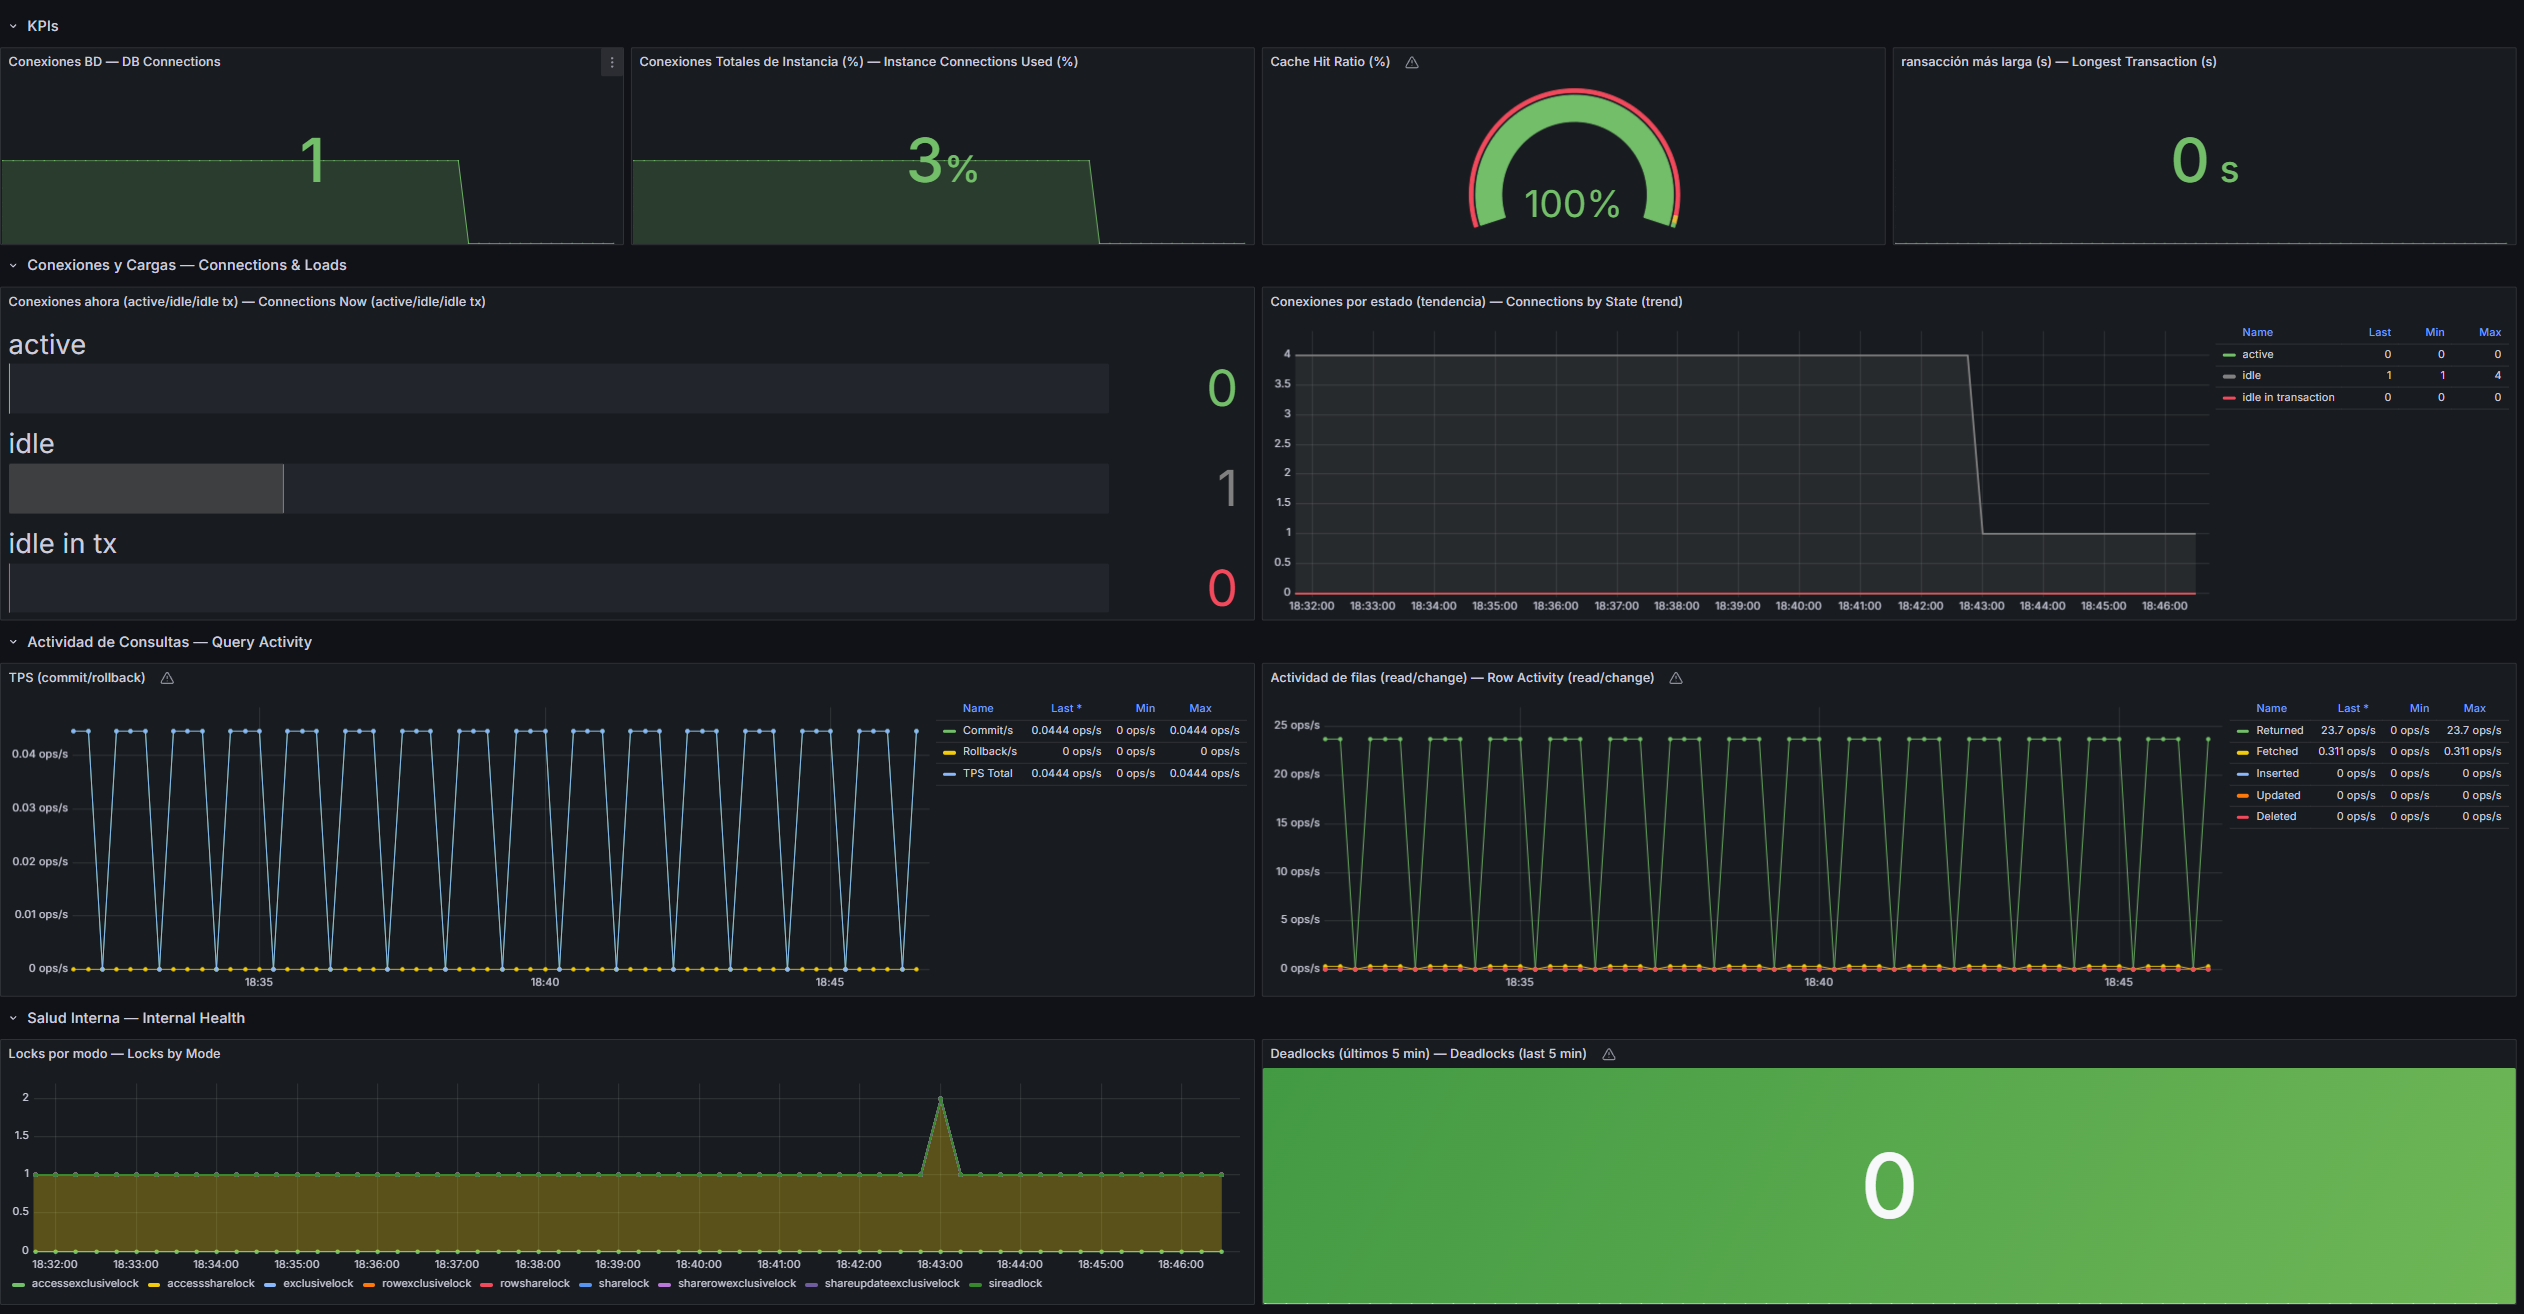 KPIs
Conexiones BD — DB Connections
1
Conexiones Totales de Instancia (%) — Instance Connections Used (%)
3%
Cache Hit Ratio (%)
100%
ransacción más larga (s) — Longest Transaction (s)
0 s
Conexiones y Cargas — Connections & Loads
Conexiones ahora (active/idle/idle tx) — Connections Now (active/idle/idle tx)
active
0
idle
1
idle in tx
0
Conexiones por estado (tendencia) — Connections by State (trend)
4
3.5
3
2.5
2
1.5
1
0.5
0
18:32:00 18:33:00 18:34:00 18:35:00 18:36:00 18:37:00 18:38:00 18:39:00 18:40:00 18:41:00 18:42:00 18:43:00 18:44:00 18:45:00 18:46:00
Name Last Min Max
active 0 0 0
idle 1 1 4
idle in transaction 0 0 0
Actividad de Consultas — Query Activity
TPS (commit/rollback)
0.04 ops/s
0.03 ops/s
0.02 ops/s
0.01 ops/s
0 ops/s
18:35 18:40 18:45
Name Last * Min Max
Commit/s 0.0444 ops/s 0 ops/s 0.0444 ops/s
Rollback/s 0 ops/s 0 ops/s 0 ops/s
TPS Total 0.0444 ops/s 0 ops/s 0.0444 ops/s
Actividad de filas (read/change) — Row Activity (read/change)
25 ops/s
20 ops/s
15 ops/s
10 ops/s
5 ops/s
0 ops/s
18:35 18:40 18:45
Name Last * Min Max
Returned 23.7 ops/s 0 ops/s 23.7 ops/s
Fetched 0.311 ops/s 0 ops/s 0.311 ops/s
Inserted 0 ops/s 0 ops/s 0 ops/s
Updated 0 ops/s 0 ops/s 0 ops/s
Deleted 0 ops/s 0 ops/s 0 ops/s
Salud Interna — Internal Health
Locks por modo — Locks by Mode
2
1.5
1
0.5
0
18:32:00 18:33:00 18:34:00 18:35:00 18:36:00 18:37:00 18:38:00 18:39:00 18:40:00 18:41:00 18:42:00 18:43:00 18:44:00 18:45:00 18:46:00
accessexclusivelock accesssharelock exclusivelock rowexclusivelock rowsharelock sharelock sharerowexclusivelock shareupdateexclusivelock sireadlock
Deadlocks (últimos 5 min) — Deadlocks (last 5 min)
0